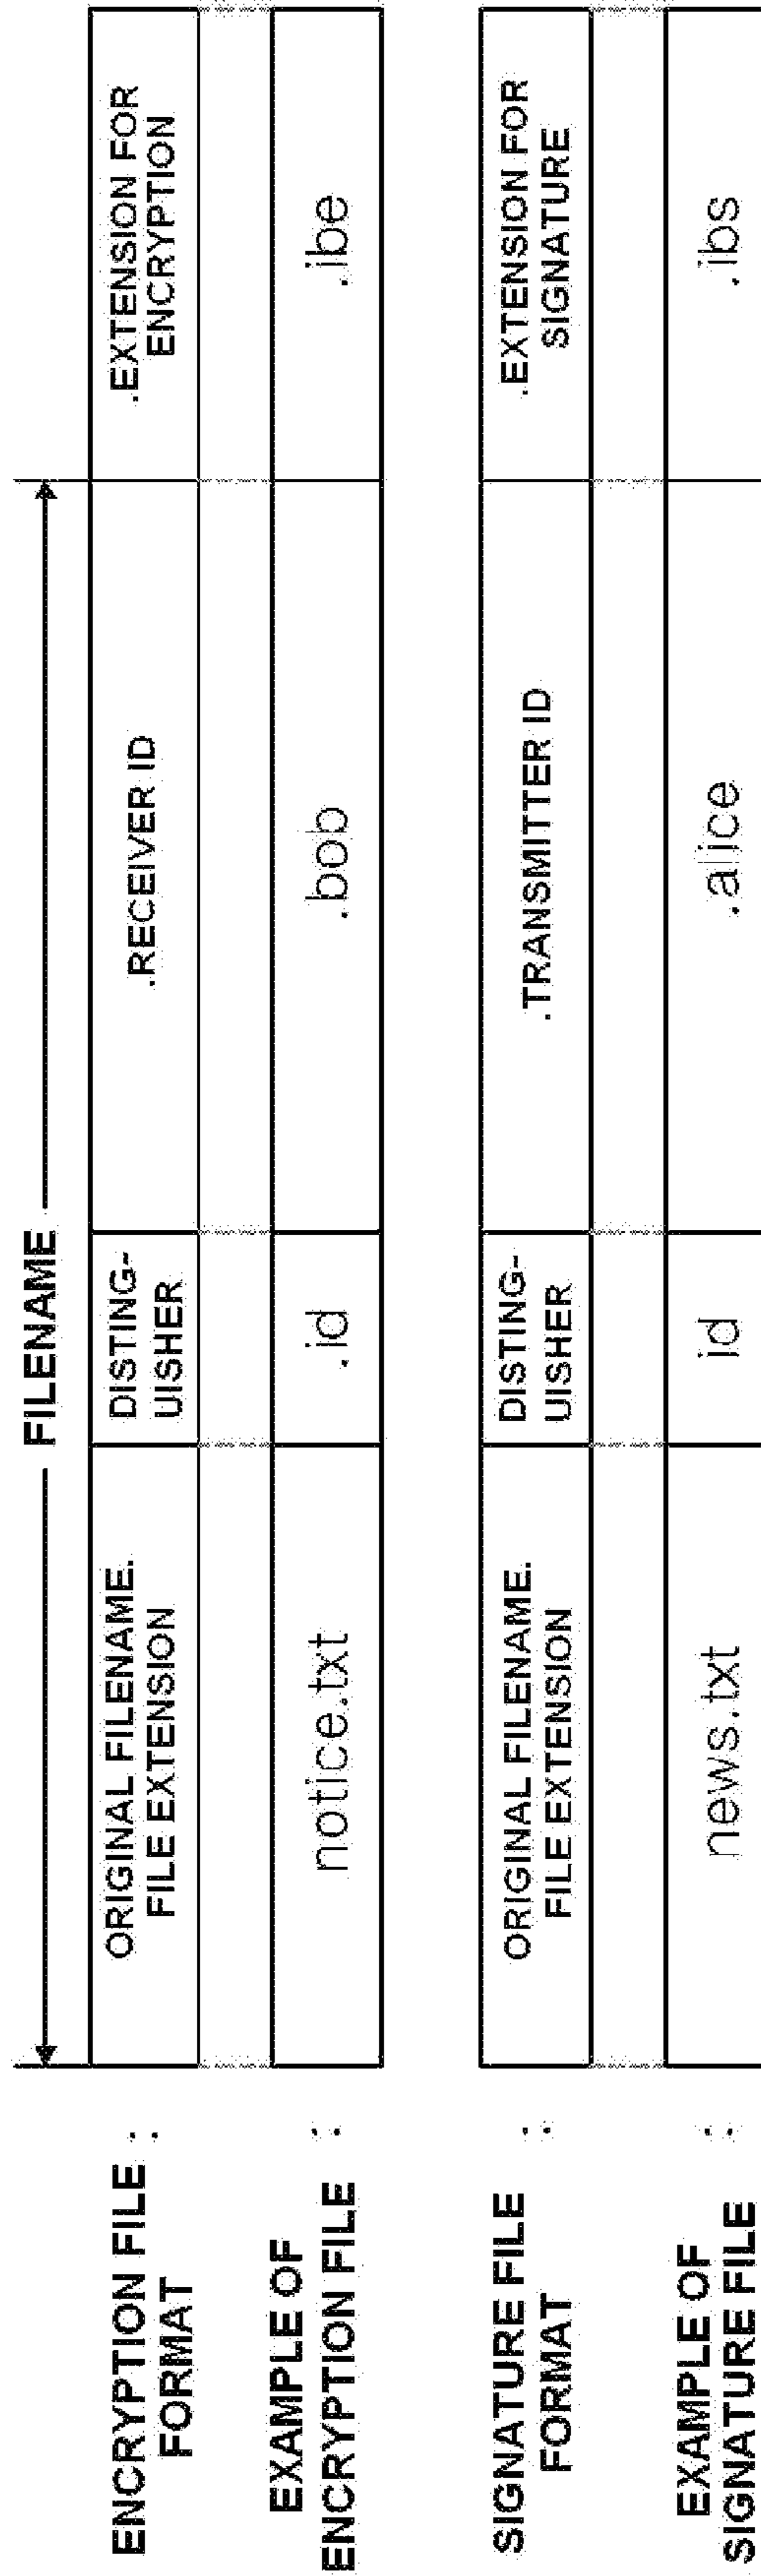 FILENAME
ENCRYPTION FILE :
FORMAT
ORIGINAL FILENAME.
FILE EXTENSION
DISTING-
UISHER
.RECEIVER ID
.EXTENSION FOR
ENCRYPTION
EXAMPLE OF
ENCRYPTION FILE :
notice.txt
.id
.bob
.ibe
SIGNATURE FILE :
FORMAT
ORIGINAL FILENAME.
FILE EXTENSION
DISTING-
UISHER
.TRANSMITTER ID
.EXTENSION FOR
SIGNATURE
EXAMPLE OF
SIGNATURE FILE :
news.txt
id
.alice
.ibs